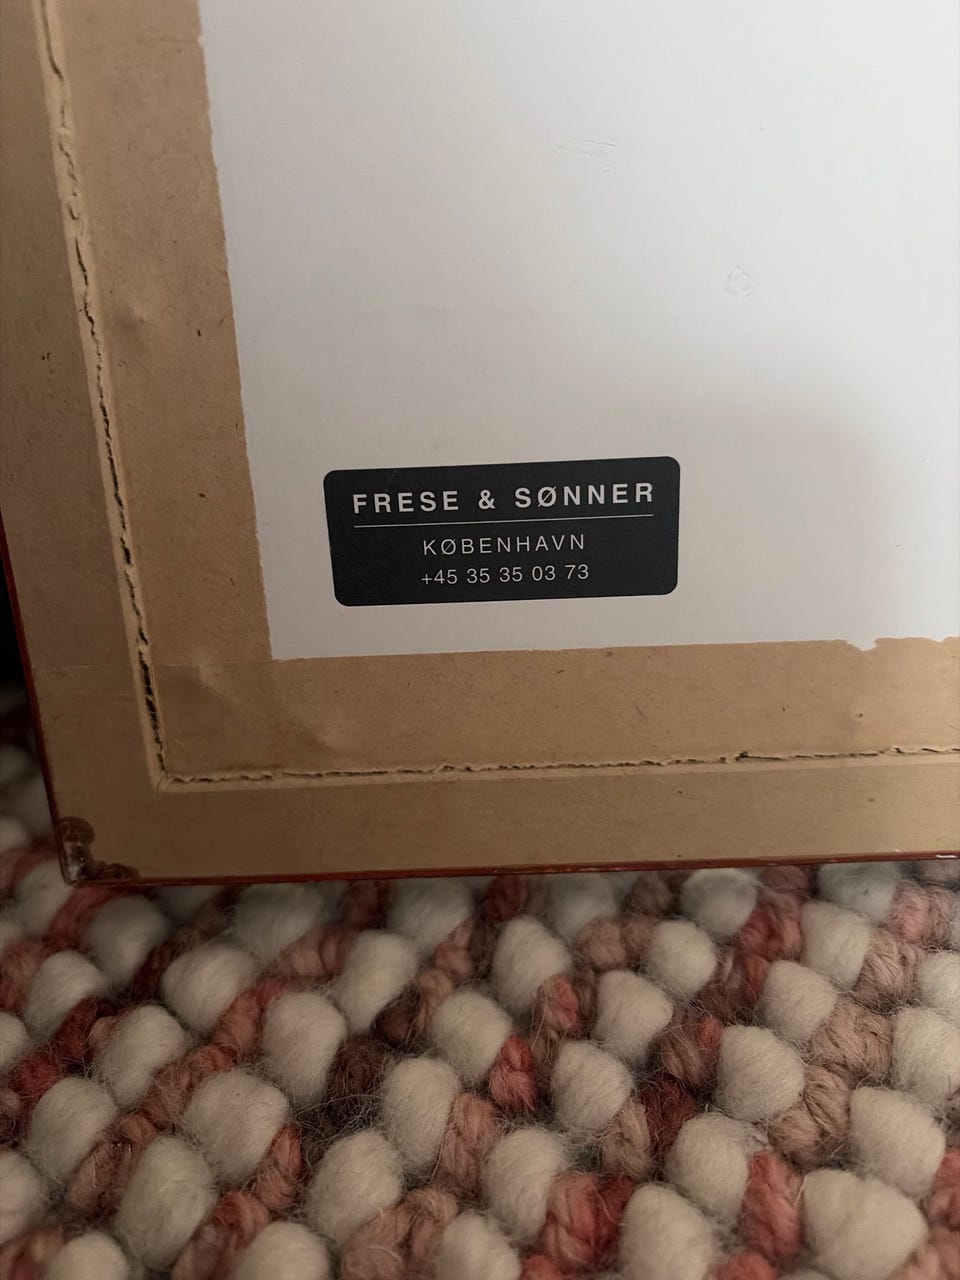 FRESE & SØNNER
KØBENHAVN
+45 35 35 03 73